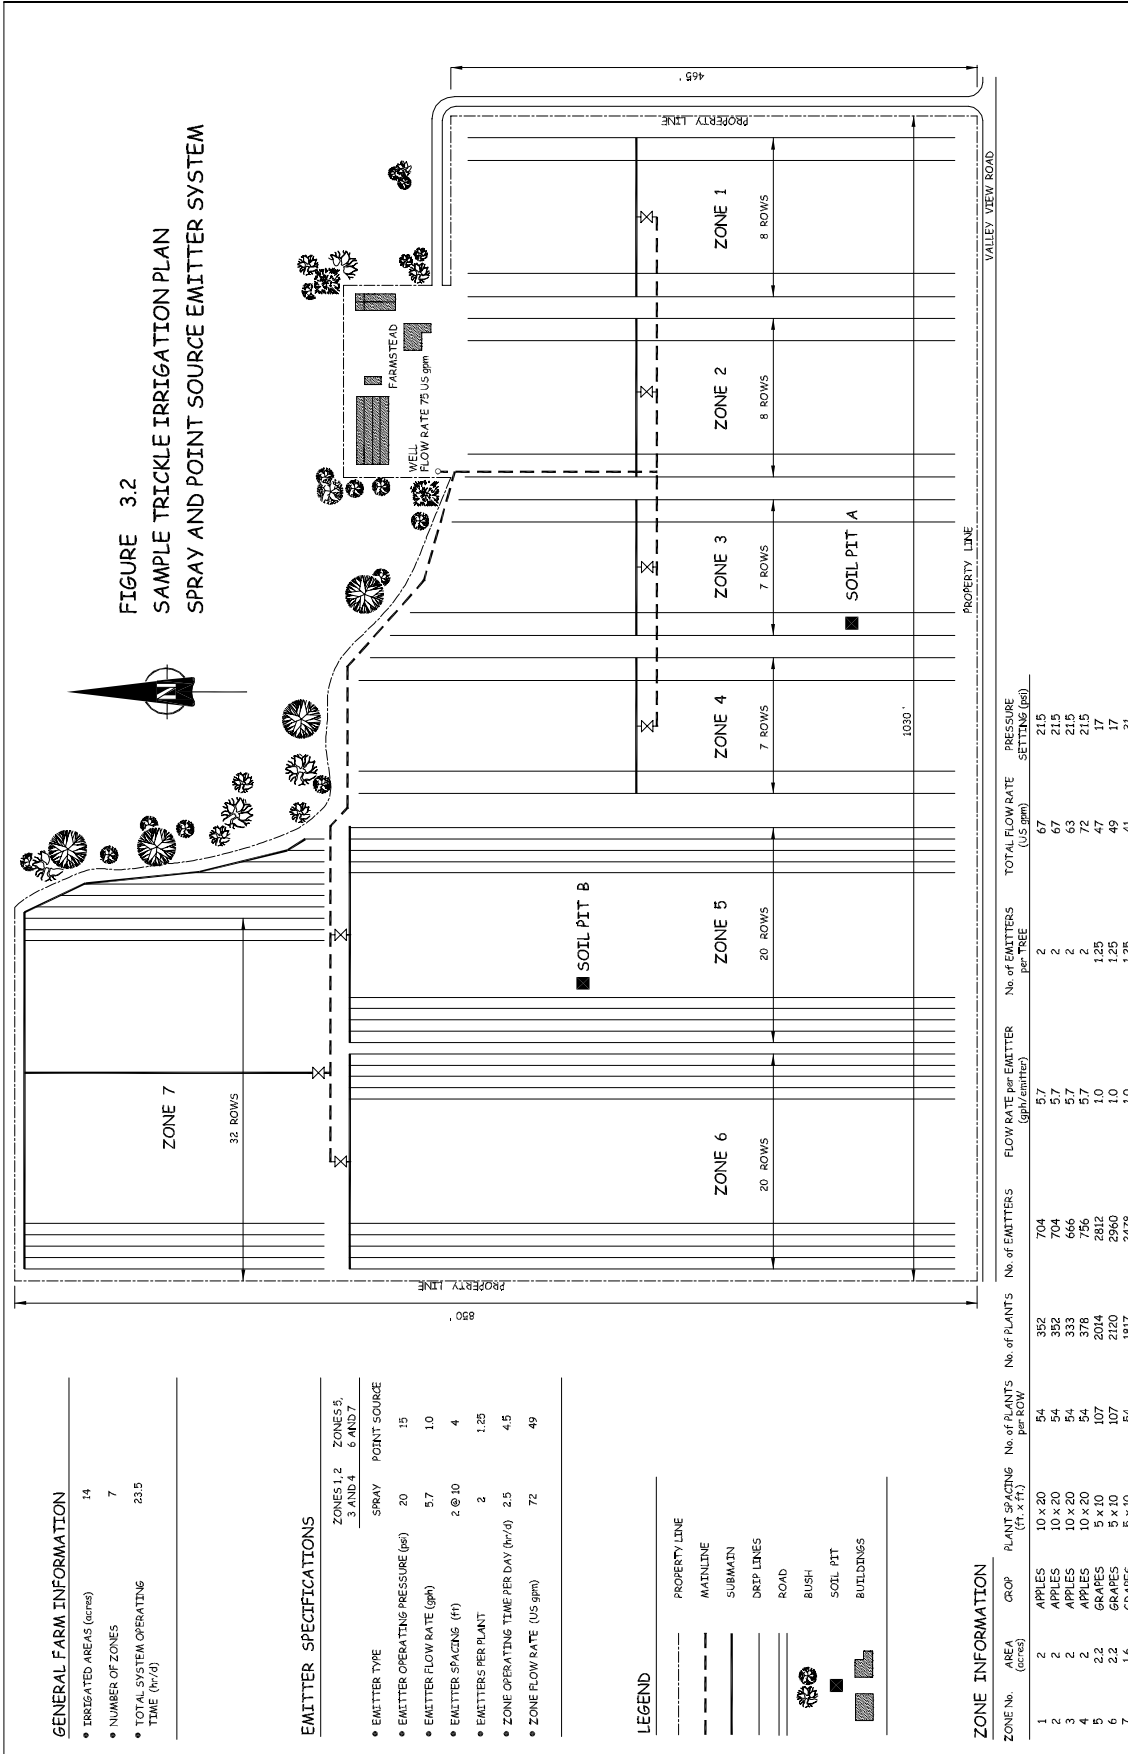 FIGURE 3.2
SAMPLE TRICKLE IRRIGATION PLAN
SPRAY AND POINT SOURCE EMITTER SYSTEM
N
GENERAL FARM INFORMATION
• IRRIGATED AREAS (acres) 14
• NUMBER OF ZONES 7
• TOTAL SYSTEM OPERATING 23.5
TIME (hr/d)
EMITTER SPECIFICATIONS
ZONES 1,2 ZONES 5,
3 AND 4 6 AND 7
• EMITTER TYPE SPRAY POINT SOURCE
• EMITTER OPERATING PRESSURE (psi) 20 15
• EMITTER FLOW RATE (gph) 5.7 1.0
• EMITTER SPACING (ft) 2 @ 10 4
• EMITTERS PER PLANT 2 1.25
• ZONE OPERATING TIME PER DAY (hr/d) 2.5 4.5
• ZONE FLOW RATE (US gpm) 72 49
LEGEND
PROPERTY LINE
MAINLINE
SUBMAIN
DRIP LINES
ROAD
BUSH
SOIL PIT
BUILDINGS
850'
PROPERTY LINE
ZONE 7
32 ROWS
ZONE 6
20 ROWS
ZONE 5
20 ROWS
SOIL PIT B
ZONE 4
7 ROWS
ZONE 3
7 ROWS
SOIL PIT A
ZONE 2
8 ROWS
ZONE 1
8 ROWS
FARMSTEAD
WELL
FLOW RATE 75 US gpm
PROPERTY LINE
465'
1030'
PROPERTY LINE
VALLEY VIEW ROAD
ZONE INFORMATION
ZONE No. AREA (acres) CROP PLANT SPACING (ft. x ft.) No. of PLANTS per ROW No. of PLANTS No. of EMITTERS FLOW RATE per EMITTER (gph/emitter) No. of EMITTERS per TREE TOTAL FLOW RATE (US gpm) PRESSURE SETTING (psi)
1 2 APPLES 10 x 20 54 352 704 5.7 2 67 21.5
2 2 APPLES 10 x 20 54 352 704 5.7 2 67 21.5
3 2 APPLES 10 x 20 54 333 666 5.7 2 63 21.5
4 2 APPLES 10 x 20 54 378 756 5.7 2 72 21.5
5 2.2 GRAPES 5 x 10 107 2014 2812 1.0 1.25 47 17
6 2.2 GRAPES 5 x 10 107 2120 2960 1.0 1.25 49 17
7 1.6 GRAPES 5 x 10 54 1817 2478 1.0 1.25 41 21